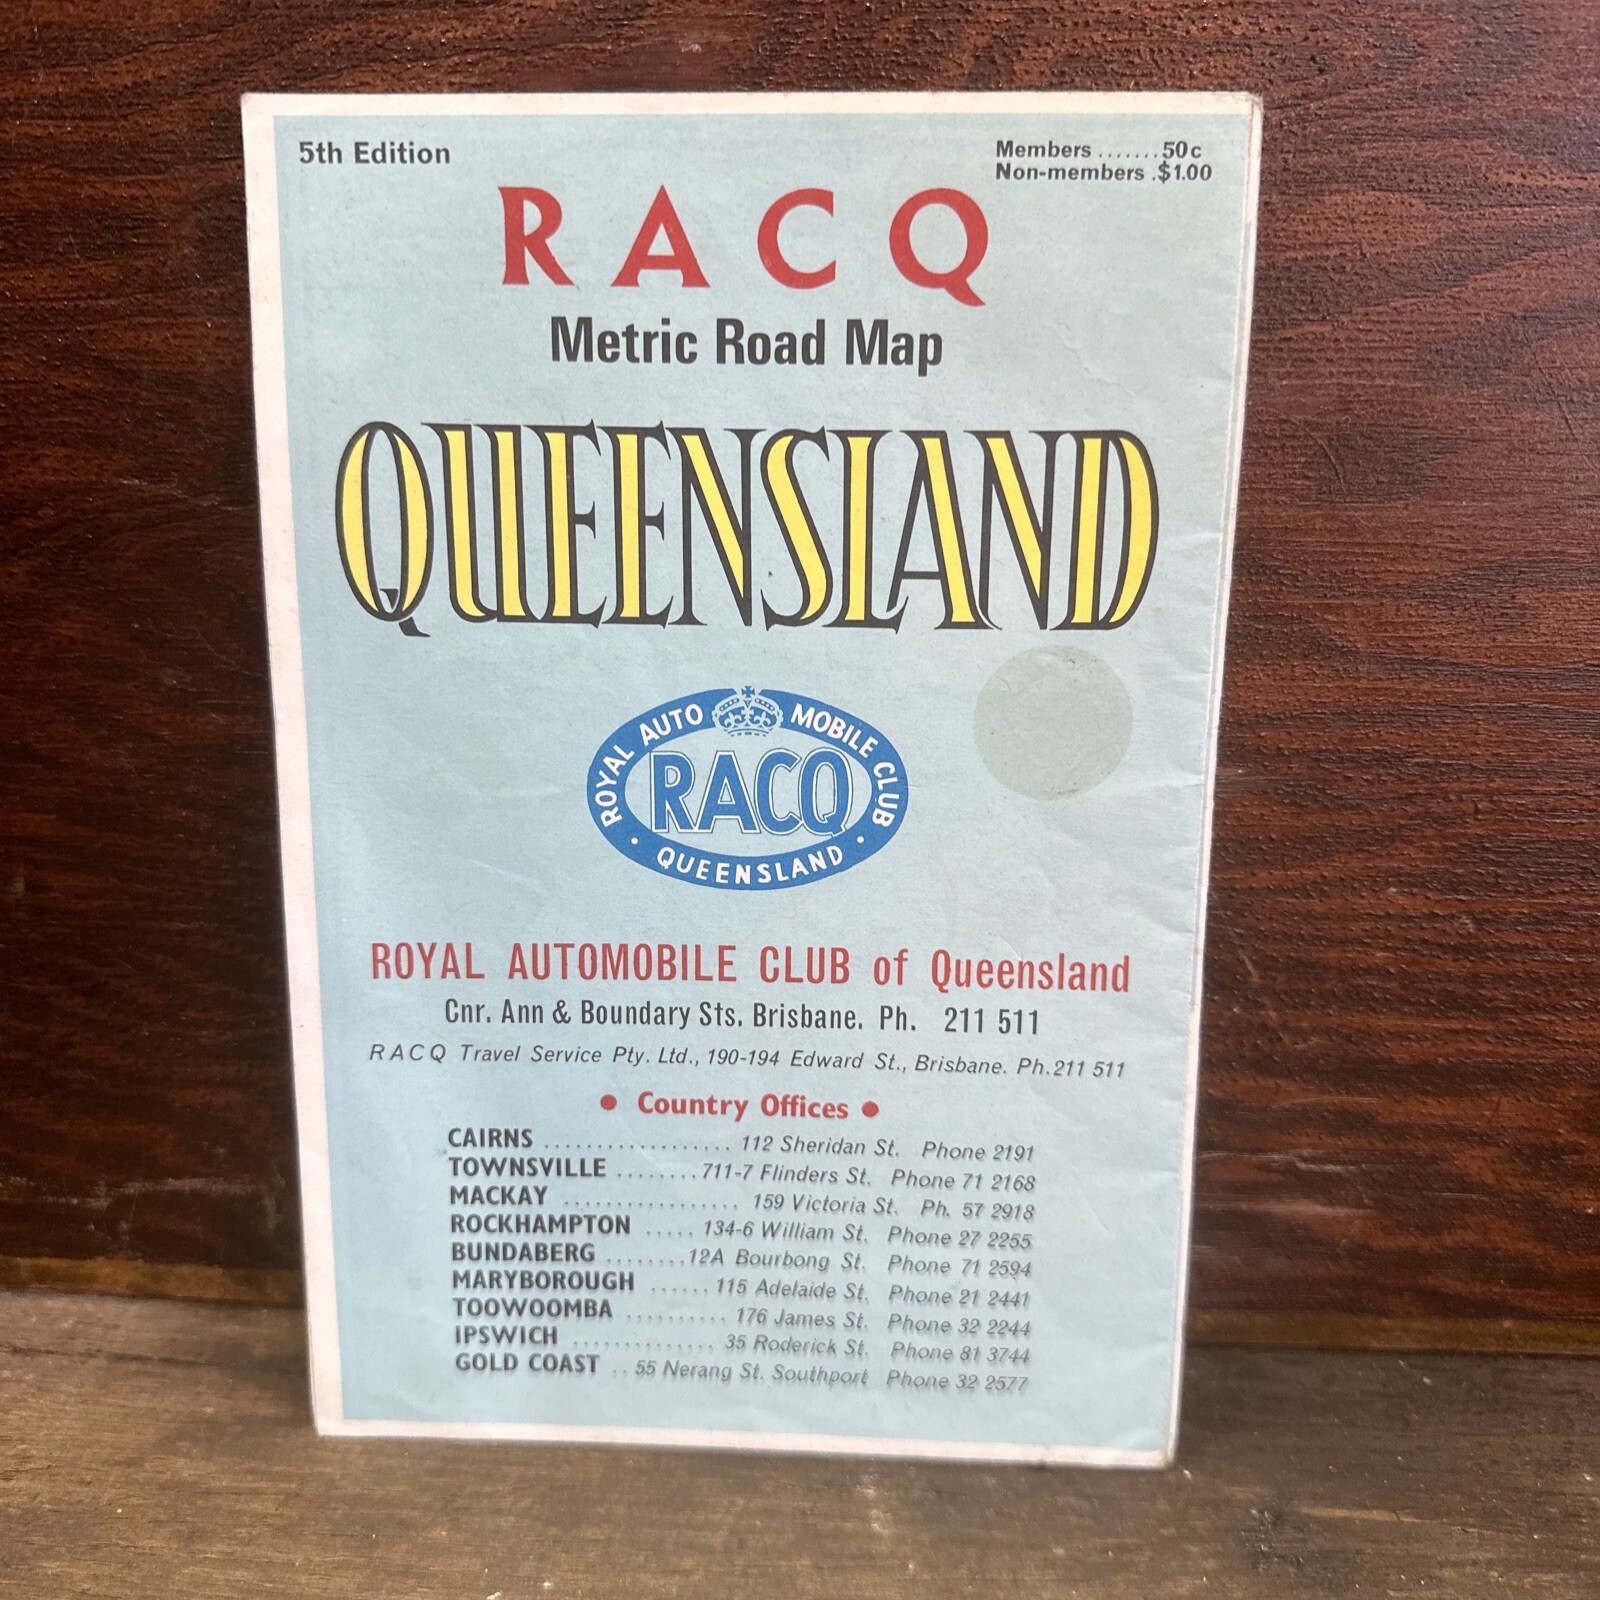 5th Edition
Members ....... 50c
Non-members .$1.00
RACQ
Metric Road Map
QUEENSLAND
ROYAL AUTOMOBILE CLUB
RACQ
• QUEENSLAND •
ROYAL AUTOMOBILE CLUB of Queensland
Cnr. Ann & Boundary Sts. Brisbane. Ph. 211 511
RACQ Travel Service Pty. Ltd., 190-194 Edward St., Brisbane. Ph.211 511
• Country Offices •
CAIRNS .................. 112 Sheridan St. Phone 2191
TOWNSVILLE ........ 711-7 Flinders St. Phone 71 2168
MACKAY ................. 159 Victoria St. Ph. 57 2918
ROCKHAMPTON ..... 134-6 William St. Phone 27 2255
BUNDABERG ........ 12A Bourbong St. Phone 71 2594
MARYBOROUGH ...... 115 Adelaide St. Phone 21 2441
TOOWOOMBA .......... 176 James St. Phone 32 2244
IPSWICH .............. 35 Roderick St. Phone 81 3744
GOLD COAST .. 55 Nerang St. Southport Phone 32 2577